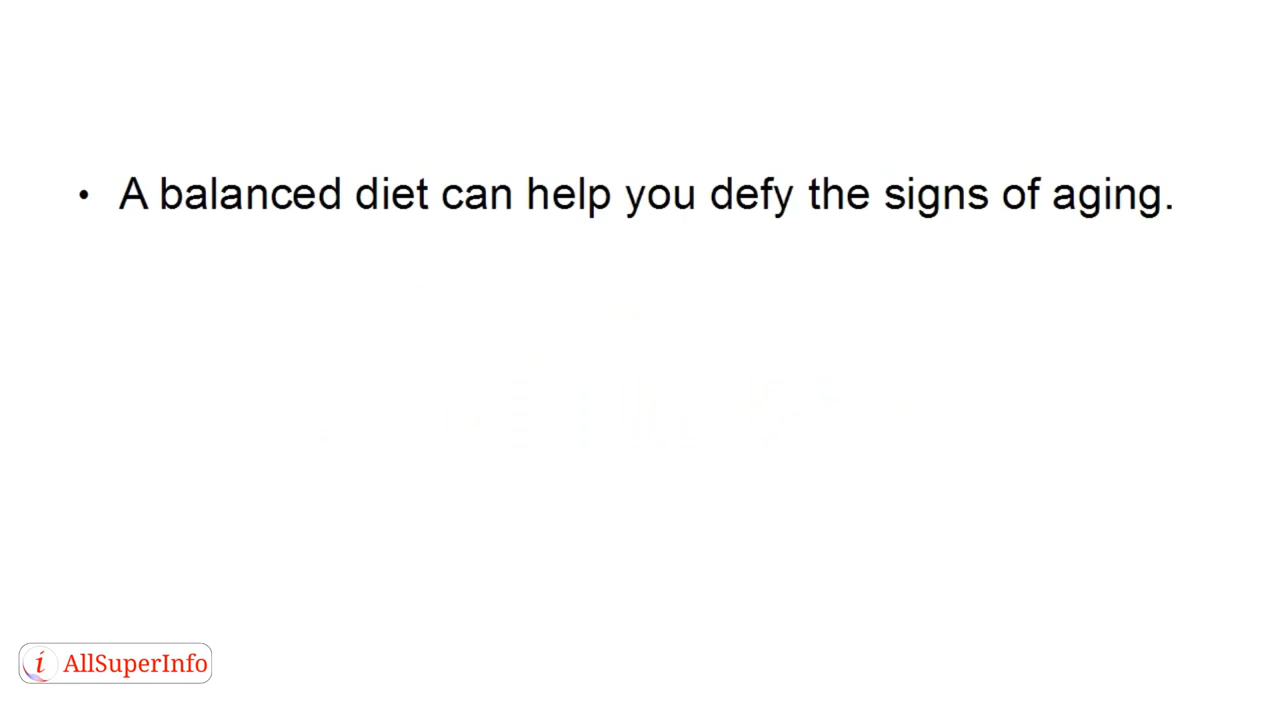 • A balanced diet can help you defy the signs of aging.
i AllSuperInfo